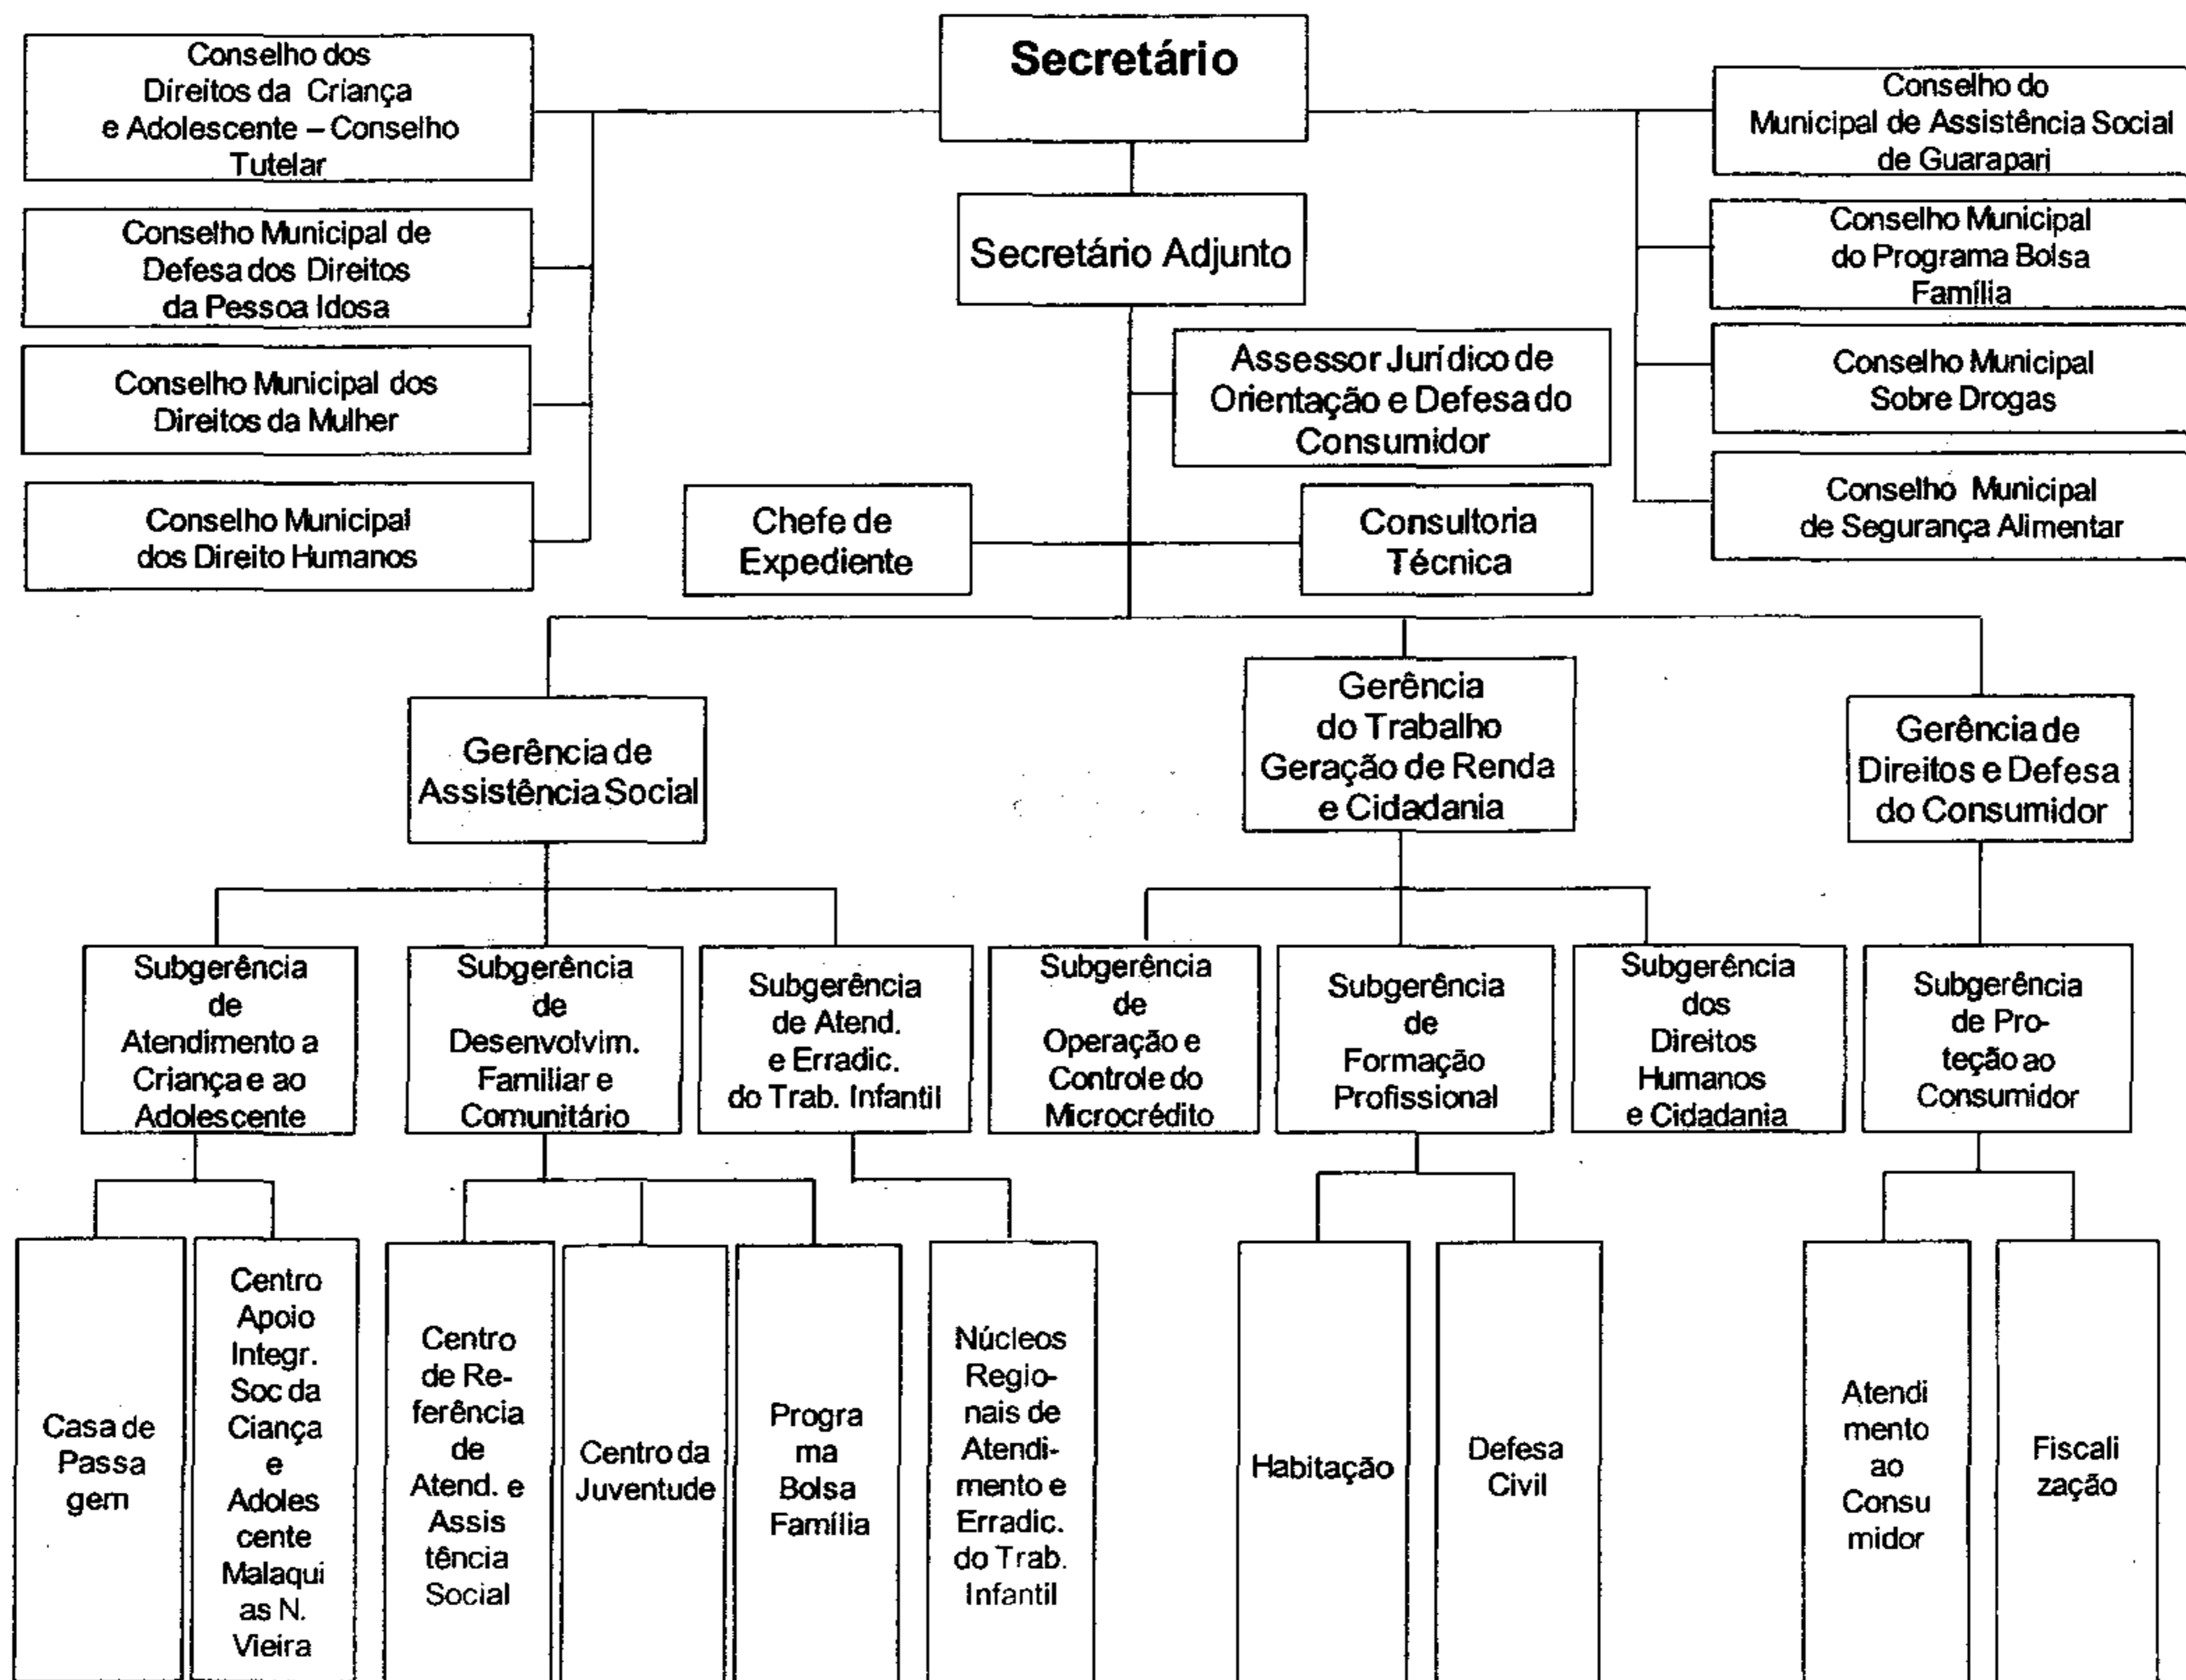 Secretário
Conselho dos
Direitos da Criança
e Adolescente – Conselho
Tutelar
Conselho do
Municipal de Assistência Social
de Guarapari
Secretário Adjunto
Conselho Municipal de
Defesa dos Direitos
da Pessoa Idosa
Conselho Municipal
do Programa Bolsa
Família
Assessor Jurídico de
Orientação e Defesa do
Consumidor
Conselho Municipal dos
Direitos da Mulher
Conselho Municipal
Sobre Drogas
Conselho Municipal
dos Direito Humanos
Chefe de
Expediente
Consultoria
Técnica
Conselho Municipal
de Segurança Alimentar
Gerência de
Assistência Social
Gerência
do Trabalho
Geração de Renda
e Cidadania
Gerência de
Direitos e Defesa
do Consumidor
Subgerência
de
Atendimento a
Criança e ao
Adolescente
Subgerência
de
Desenvolvim.
Familiar e
Comunitário
Subgerência
de Atend.
e Erradic.
do Trab. Infantil
Subgerência
de
Operação e
Controle do
Microcrédito
Subgerência
de
Formação
Profissional
Subgerência
dos
Direitos
Humanos
e Cidadania
Subgerência
de Pro-
teção ao
Consumidor
Casa de
Passa
gem
Centro
Apoio
Integr.
Soc da
Ciança
e
Adoles
cente
Malaqui
as N.
Vieira
Centro
de Re-
ferência
de
Atend. e
Assis
tência
Social
Centro da
Juventude
Progra
ma
Bolsa
Família
Núcleos
Regio-
nais de
Atendi-
mento e
Erradic.
do Trab.
Infantil
Habitação
Defesa
Civil
Atendi
mento
ao
Consu
midor
Fiscali
zação